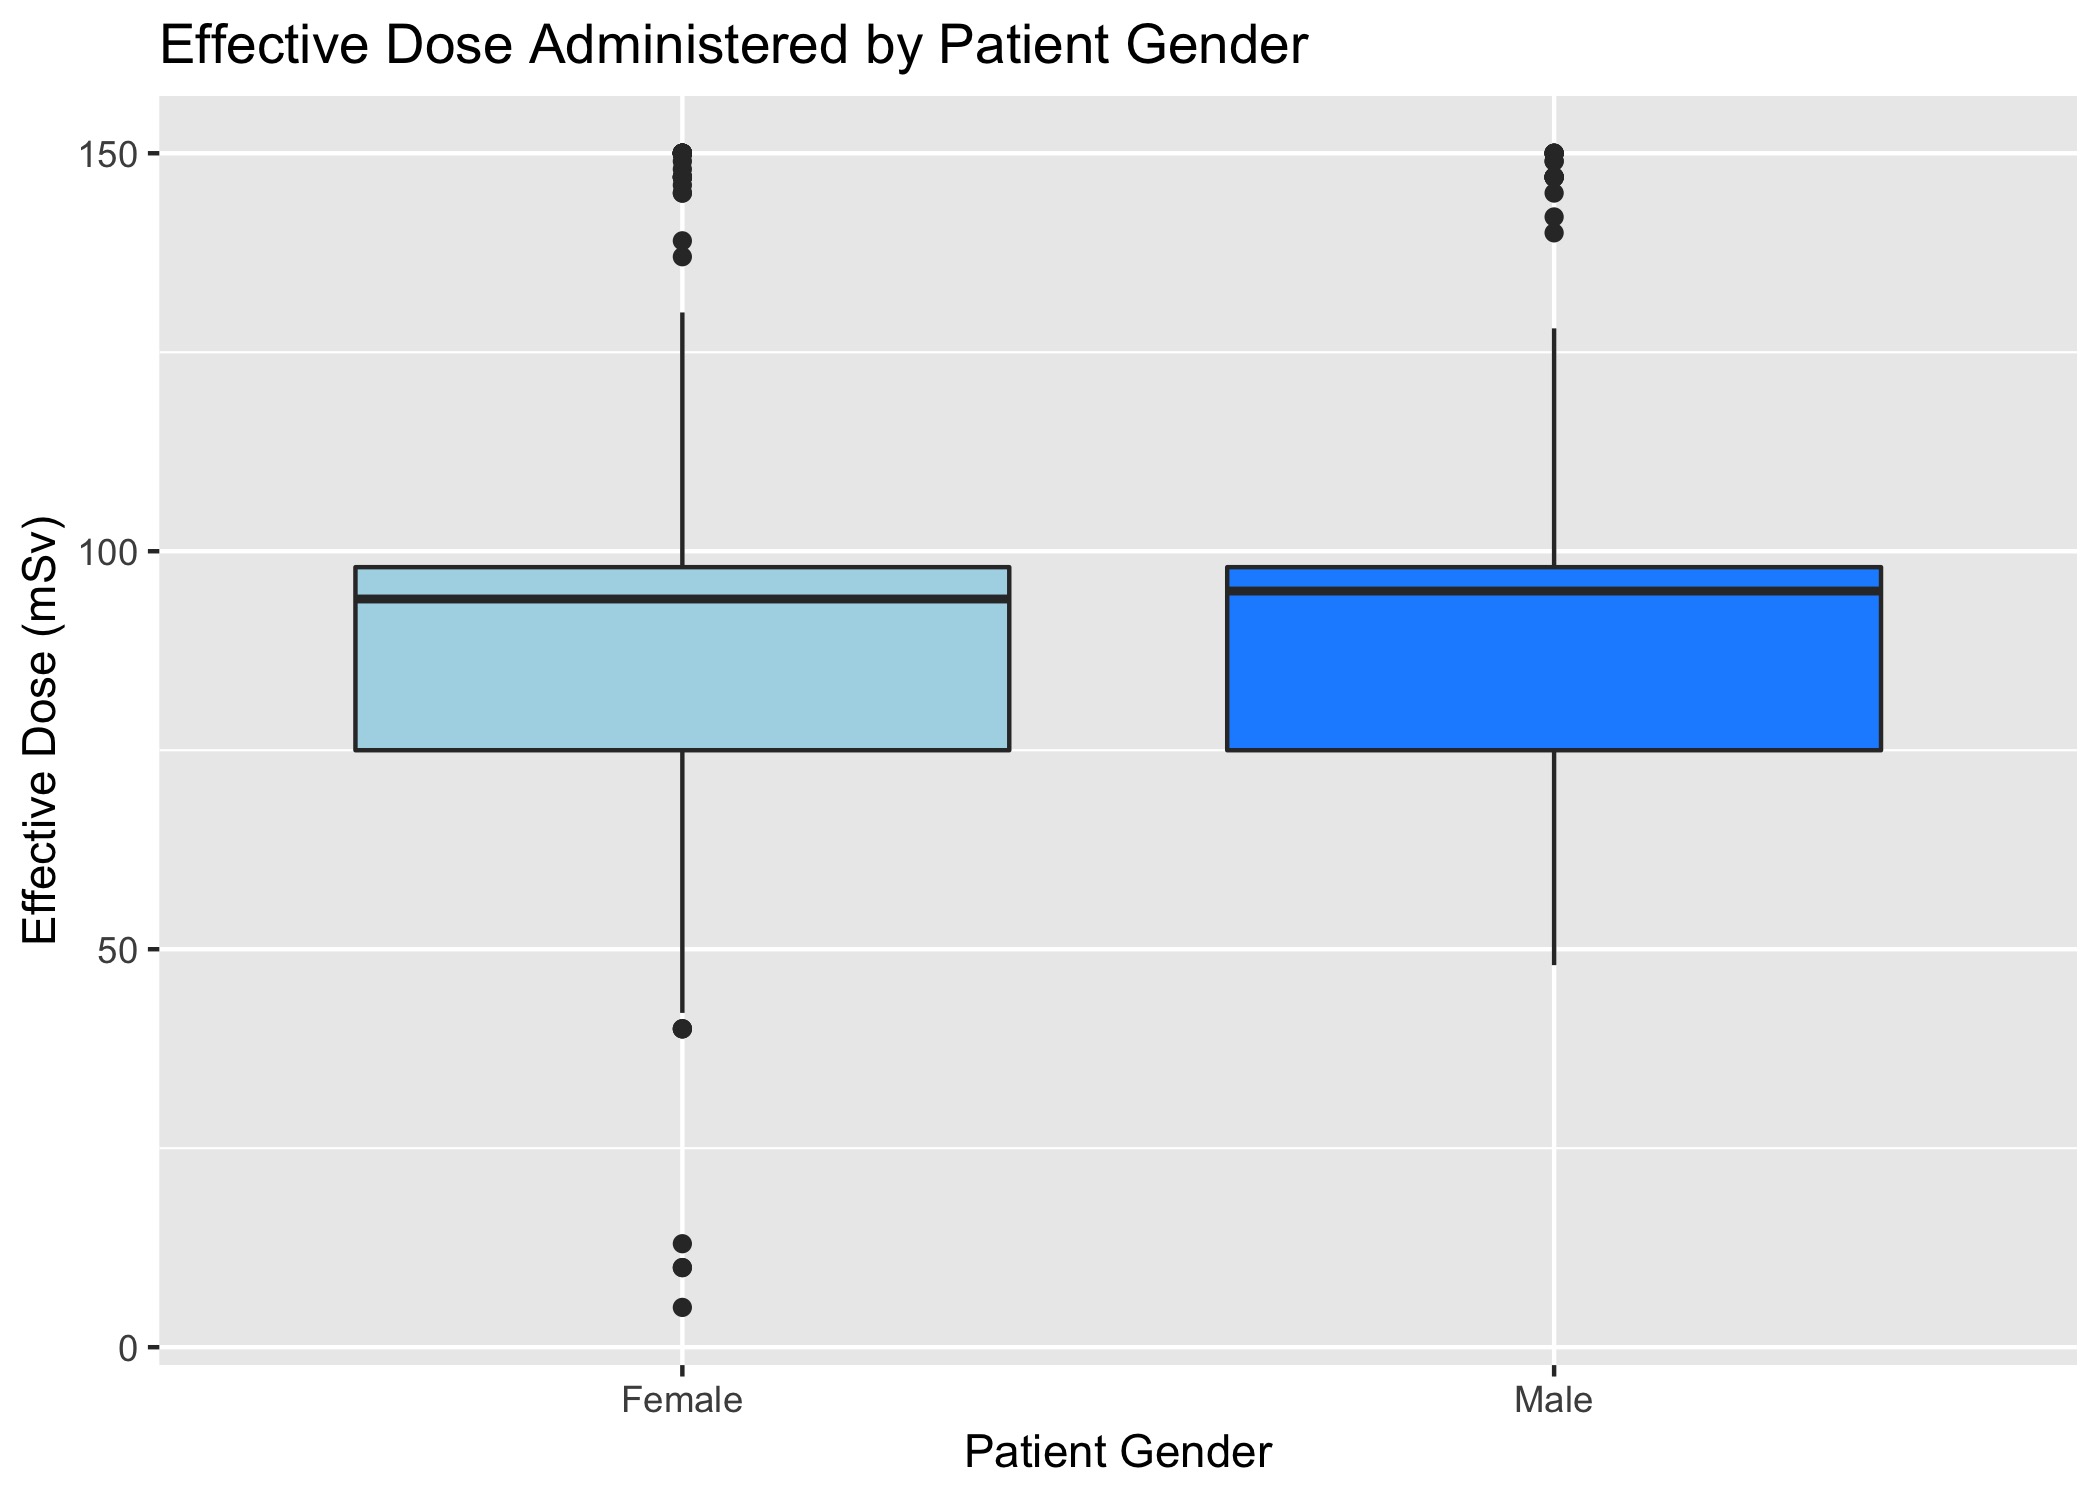 Effective Dose Administered by Patient Gender
Effective Dose (mSv)
150
100
50
0
Female
Male
Patient Gender